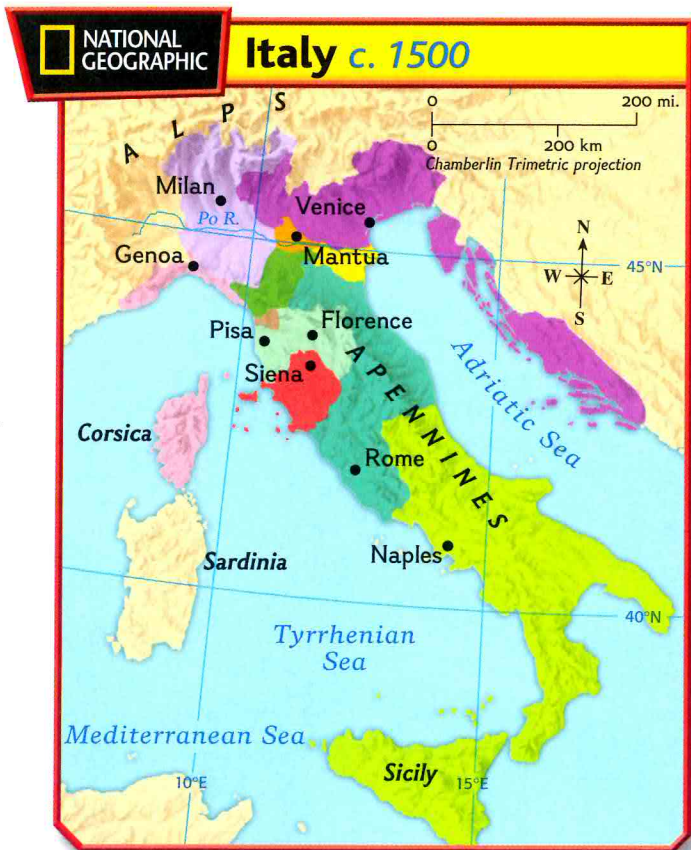 NATIONAL
GEOGRAPHIC
Italy c. 1500
0 200 mi.
0 200 km
Chamberlin Trimetric projection
ALPS
Milan
Po R.
Venice
Genoa
Mantua
N
W E
S
45°N
Pisa
Florence
Siena
APENNINES
Adriatic Sea
Corsica
Rome
Naples
Sardinia
40°N
Tyrrhenian
Sea
Mediterranean Sea
Sicily
10°E
15°E